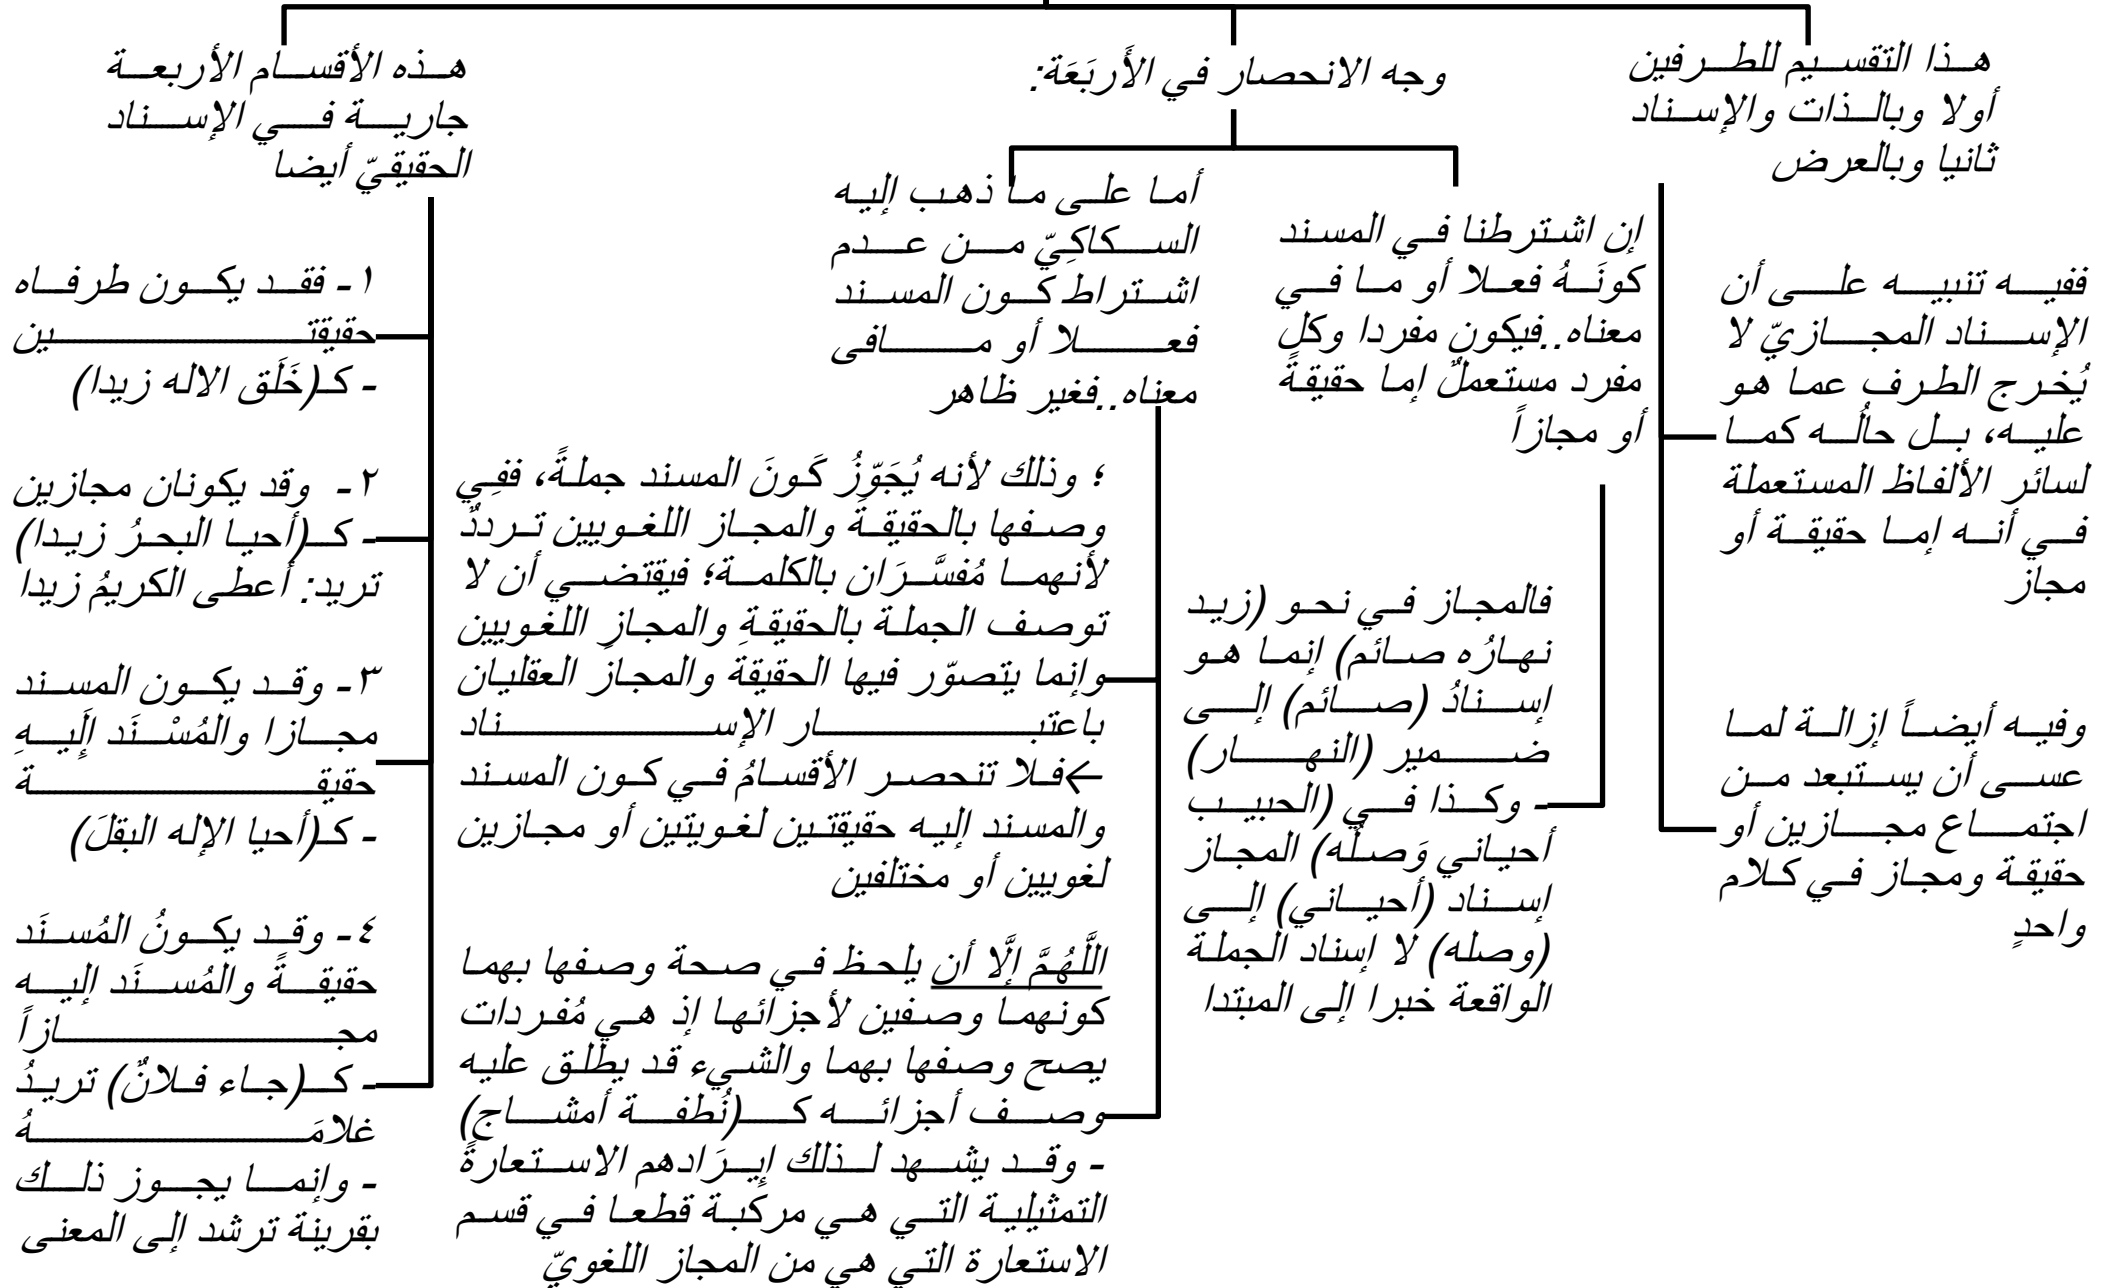 هذا التقسيم للطرفين
أولا وبالذات والإسناد
ثانيا وبالعرض
ففيه تنبيه على أن
الإسناد المجازيّ لا
يُخرج الطرف عما هو
عليه، بل حالُه كما
لسائر الألفاظ المستعملة
في أنه إما حقيقة أو
مجاز
وفيه أيضاً إزالة لما
عسى أن يستبعد من
اجتماع مجازين أو
حقيقة ومجاز في كلام
واحدٍ
وجه الانحصار في الأَربَعَة:
إن اشترطنا في المسند
كونَهُ فعلا أو ما في
معناه..فيكون مفردا وكل
مفرد مستعملٌ إما حقيقةً
أو مجازاً
فالمجاز في نحو (زيد
نهارُه صائم) إنما هو
إسنادُ (صائم) إلى
ضمير (النهار)
- وكذا في (الحبيب
أحياني وَصلُه) المجاز
إسناد (أحياني) إلى
(وصله) لا إسناد الجملة
الواقعة خبرا إلى المبتدا
أما على ما ذهب إليه
السكاكِيّ من عدم
اشتراط كون المسند
فعلا أو مافى
معناه..فغير ظاهر
؛ وذلك لأنه يُجَوّزُ كَونَ المسند جملةً، ففِي
وصفها بالحقيقةً والمجاز اللغويين ترددٌ
لأنهما مُفسَّرَان بالكلمة؛ فيقتضي أن لا
توصف الجملة بالحقيقةِ والمجازِ اللغويين
وإنما يتصوّر فيها الحقيقةُ والمجازُ العقليان
باعتبار الإسناد
←فلا تنحصر الأقسامُ في كون المسند
والمسند إليه حقيقتين لغويتين أو مجازين
لغويين أو مختلفين
اللَّهُمَّ إلَّا أن يلحظ في صحة وصفها بهما
كونهما وصفين لأجزائها إذ هي مُفردات
يصح وصفها بهما والشيء قد يطلق عليه
وصف أجزائه كـ(نُطفة أمشاج)
- وقد يشهد لذلك إيرَادهم الاستعارةَ
التمثيلية التي هي مركبة قطعا في قسم
الاستعارة التي هي من المجاز اللغويّ
هذه الأقسام الأربعة
جارية في الإسناد
الحقيقيّ أيضا
١- فقد يكون طرفاه
حقيقتين
- كـ(خَلَق الاله زيدا)
٢- وقد يكونان مجازين
- كـ(أحيا البحرُ زيدا)
تريد: أعطى الكريمُ زيدا
٣- وقد يكون المسند
مجازا والمُسْنَد إلَيهِ
حقيقة
- كـ(أحيا الإله البقلَ)
٤- وقد يكونُ المُسنَد
حقيقةً والمُسنَد إليه
مجازاً
- كـ(جاء فلانٌ) تريدُ
غلامَهُ
- وإنما يجوز ذلك
بقرينة ترشد إلى المعنى